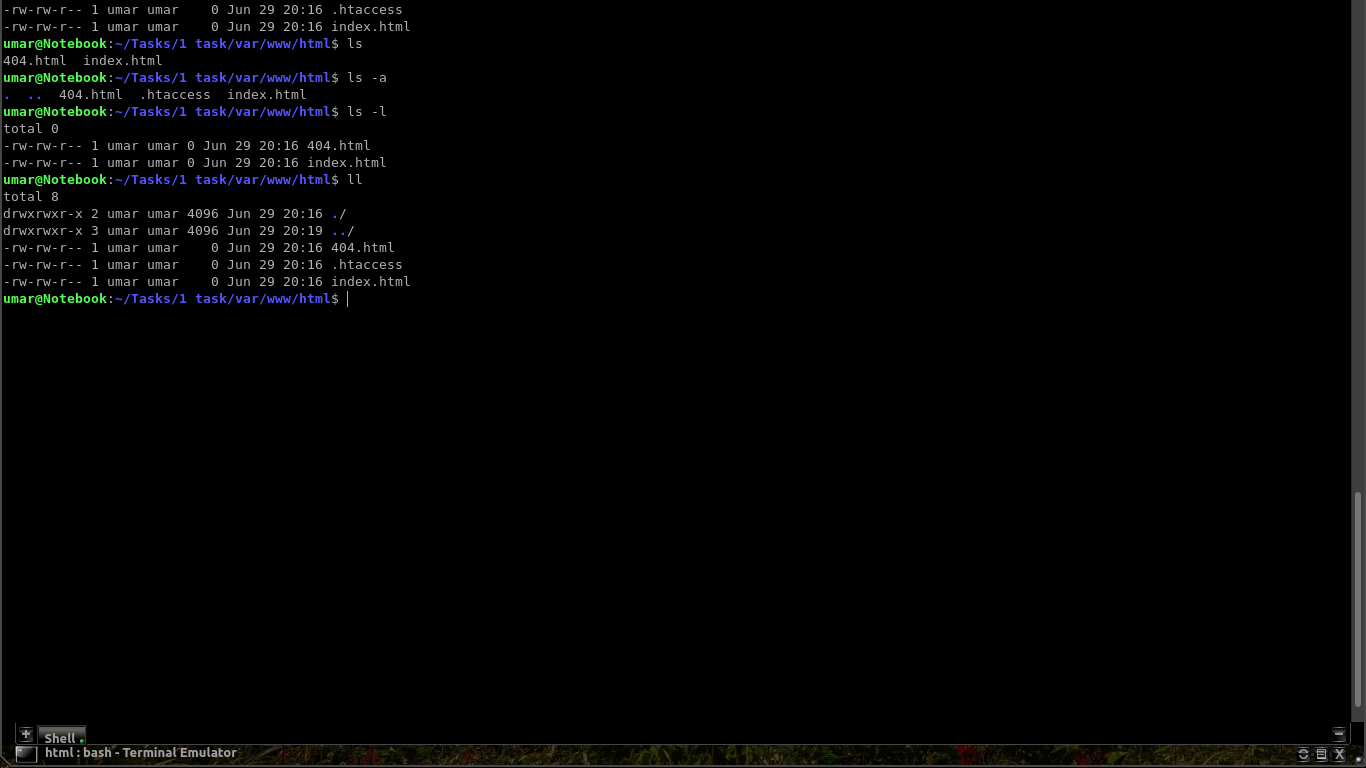 -rw-rw-r-- 1 umar umar    0 Jun 29 20:16 .htaccess
-rw-rw-r-- 1 umar umar    0 Jun 29 20:16 index.html
umar@Notebook:~/Tasks/1 task/var/www/html$ ls
404.html  index.html
umar@Notebook:~/Tasks/1 task/var/www/html$ ls -a
.  ..  404.html  .htaccess  index.html
umar@Notebook:~/Tasks/1 task/var/www/html$ ls -l
total 0
-rw-rw-r-- 1 umar umar 0 Jun 29 20:16 404.html
-rw-rw-r-- 1 umar umar 0 Jun 29 20:16 index.html
umar@Notebook:~/Tasks/1 task/var/www/html$ ll
total 8
drwxrwxr-x 2 umar umar 4096 Jun 29 20:16 ./
drwxrwxr-x 3 umar umar 4096 Jun 29 20:19 ../
-rw-rw-r-- 1 umar umar    0 Jun 29 20:16 404.html
-rw-rw-r-- 1 umar umar    0 Jun 29 20:16 .htaccess
-rw-rw-r-- 1 umar umar    0 Jun 29 20:16 index.html
umar@Notebook:~/Tasks/1 task/var/www/html$
Shell
html : bash - Terminal Emulator